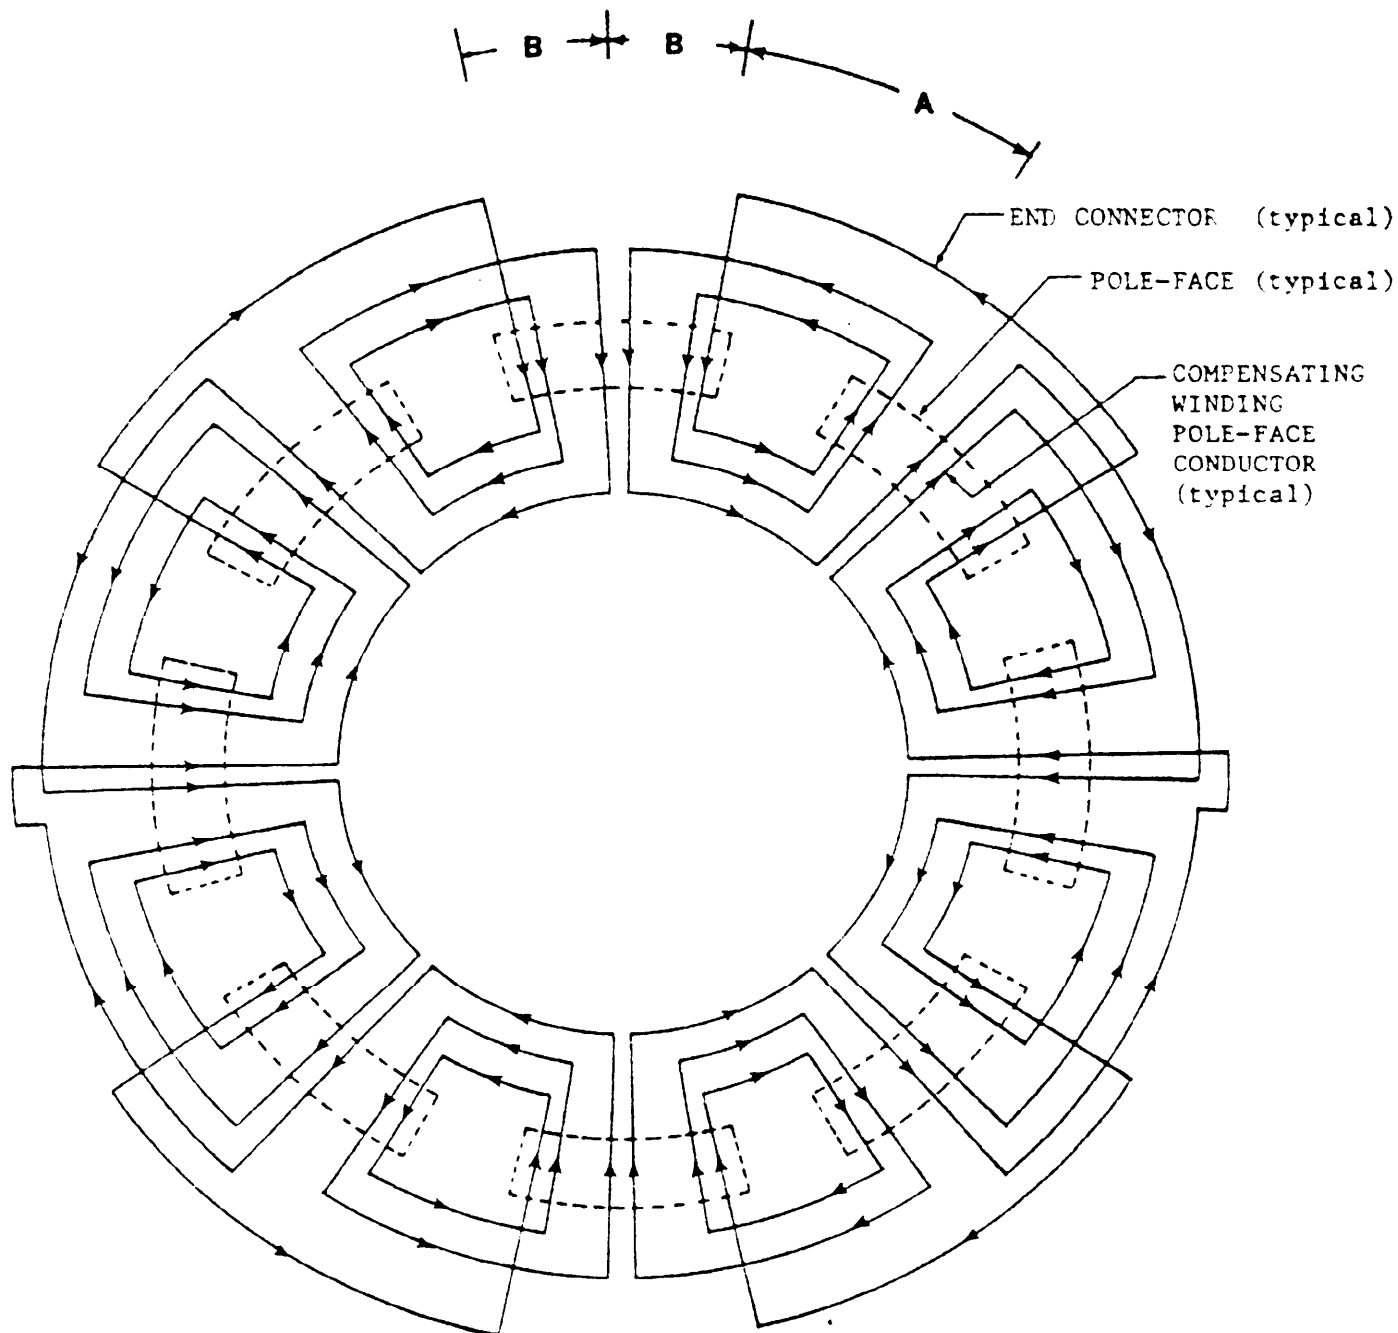 B B
A
END CONNECTOR (typical)
POLE-FACE (typical)
COMPENSATING
WINDING
POLE-FACE
CONDUCTOR
(typical)